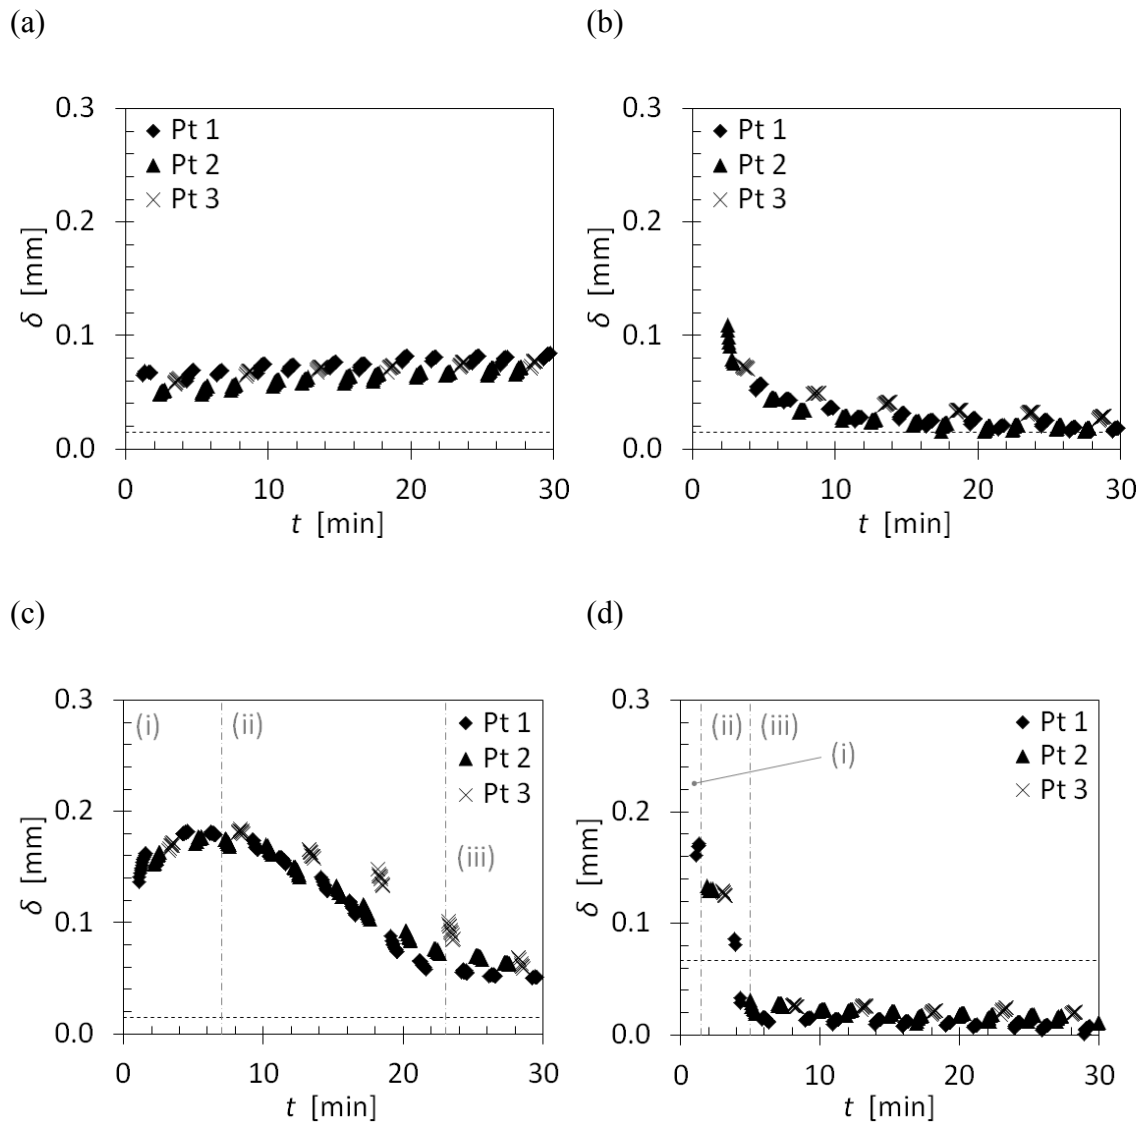 (a)
0.3
0.2
0.1
0.0
δ [mm]
Pt 1
Pt 2
Pt 3
0 10 20 30
t [min]
(b)
0.3
0.2
0.1
0.0
δ [mm]
Pt 1
Pt 2
Pt 3
0 10 20 30
t [min]
(c)
0.3
0.2
0.1
0.0
δ [mm]
(i) (ii)
(iii)
Pt 1
Pt 2
Pt 3
0 10 20 30
t [min]
(d)
0.3
0.2
0.1
0.0
δ [mm]
(ii) (iii)
(i)
Pt 1
Pt 2
Pt 3
0 10 20 30
t [min]